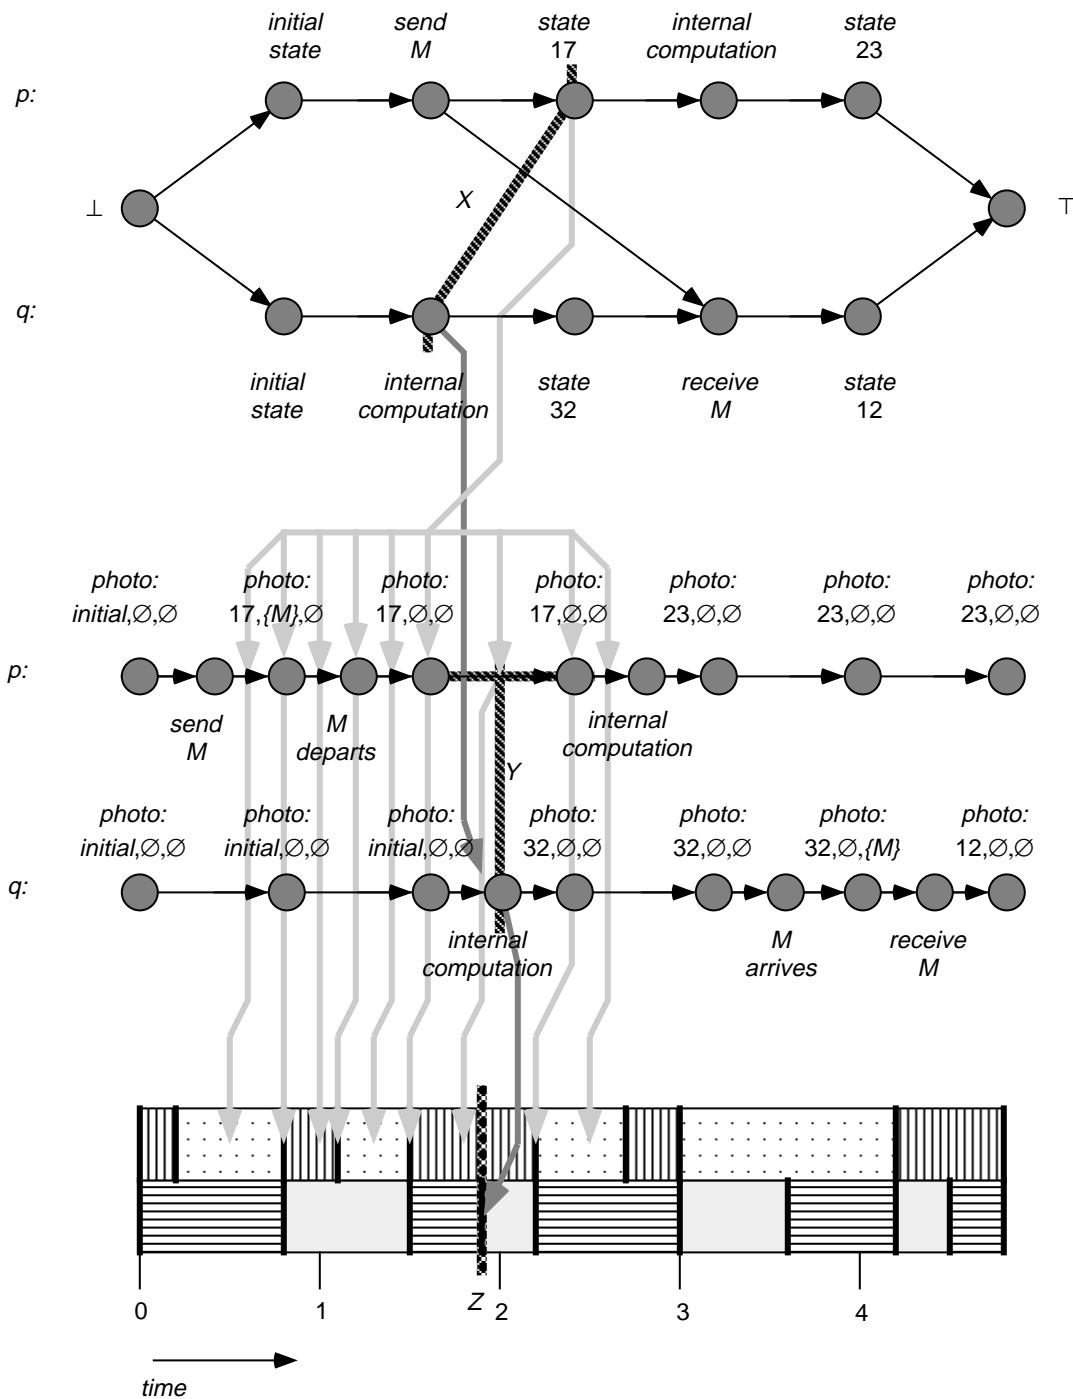 initial send state internal state
state M 17 computation 23
p:
X
⊥ ⊤
q:
initial internal state receive state
state computation 32 M 12
photo: photo: photo: photo: photo: photo: photo:
initial,∅,∅ 17,{M},∅ 17,∅,∅ 17,∅,∅ 23,∅,∅ 23,∅,∅ 23,∅,∅
p:
send M internal
M departs computation
Y
photo: photo: photo: photo: photo: photo: photo:
initial,∅,∅ initial,∅,∅ initial,∅,∅ 32,∅,∅ 32,∅,∅ 32,∅,{M} 12,∅,∅
q:
internal M receive
computation arrives M
0 1 Z 2 3 4
time